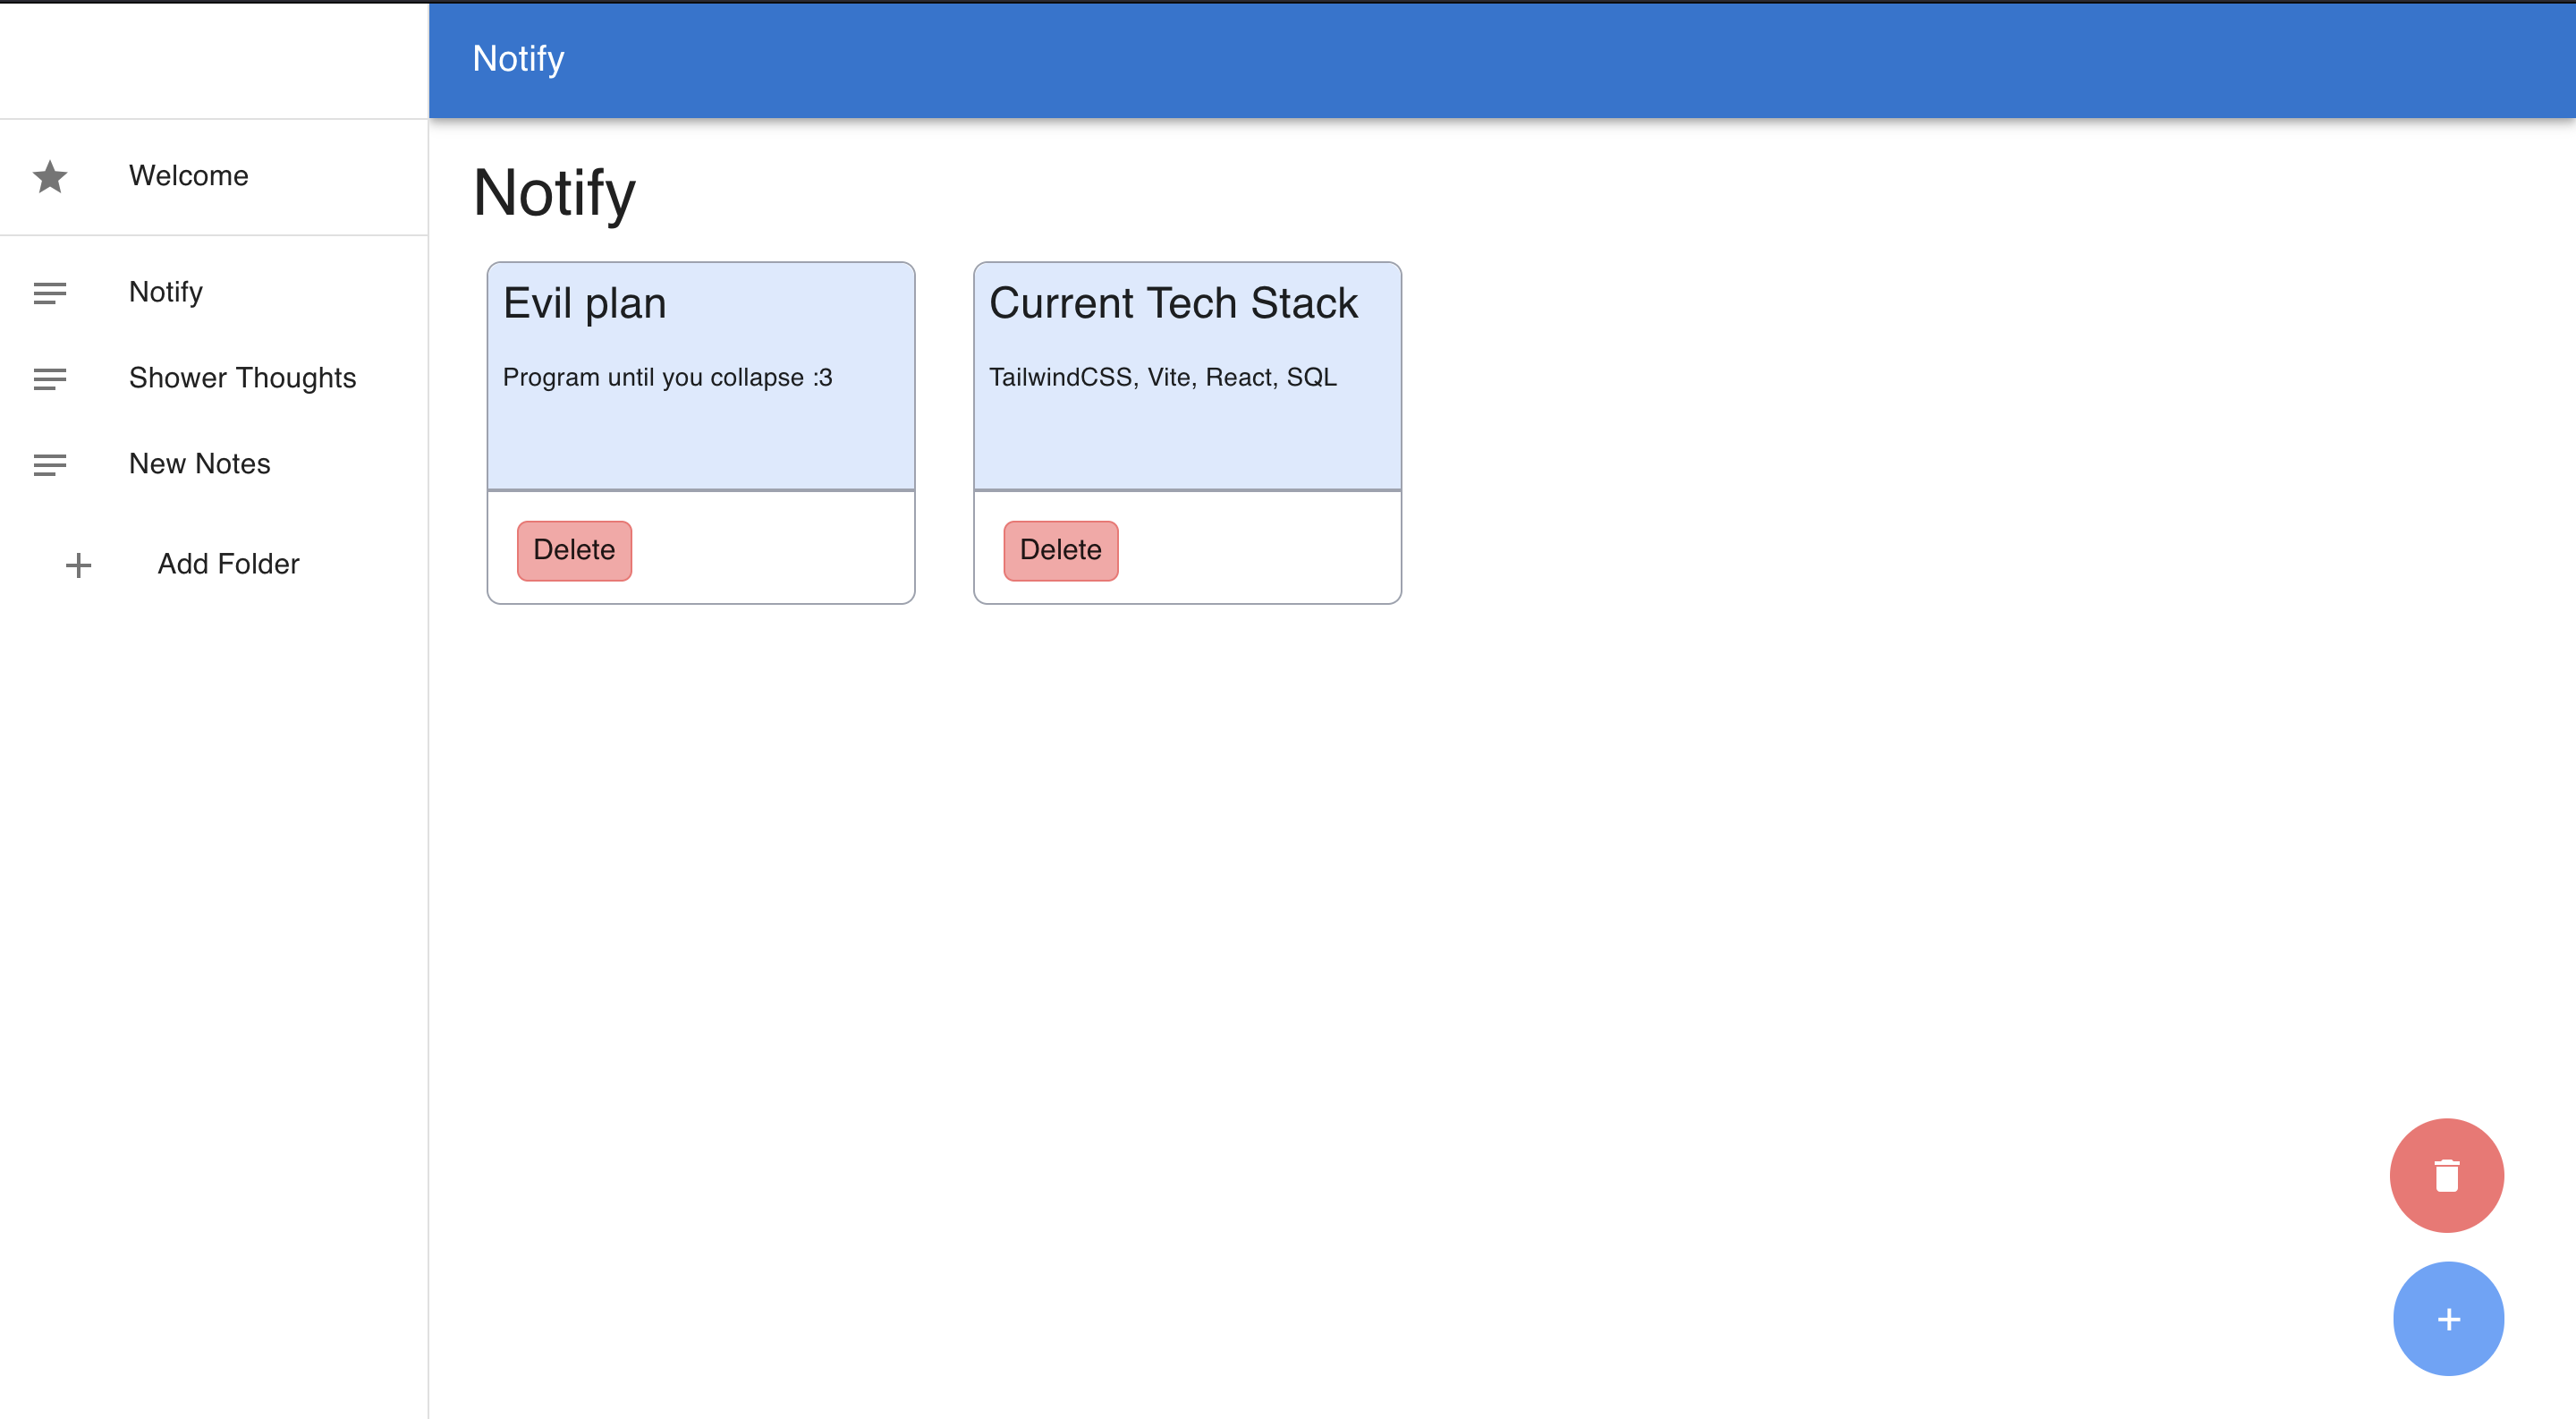 Notify
Welcome
Notify
Shower Thoughts
New Notes
Add Folder
Notify
Evil plan
Program until you collapse :3
Delete
Current Tech Stack
TailwindCSS, Vite, React, SQL
Delete